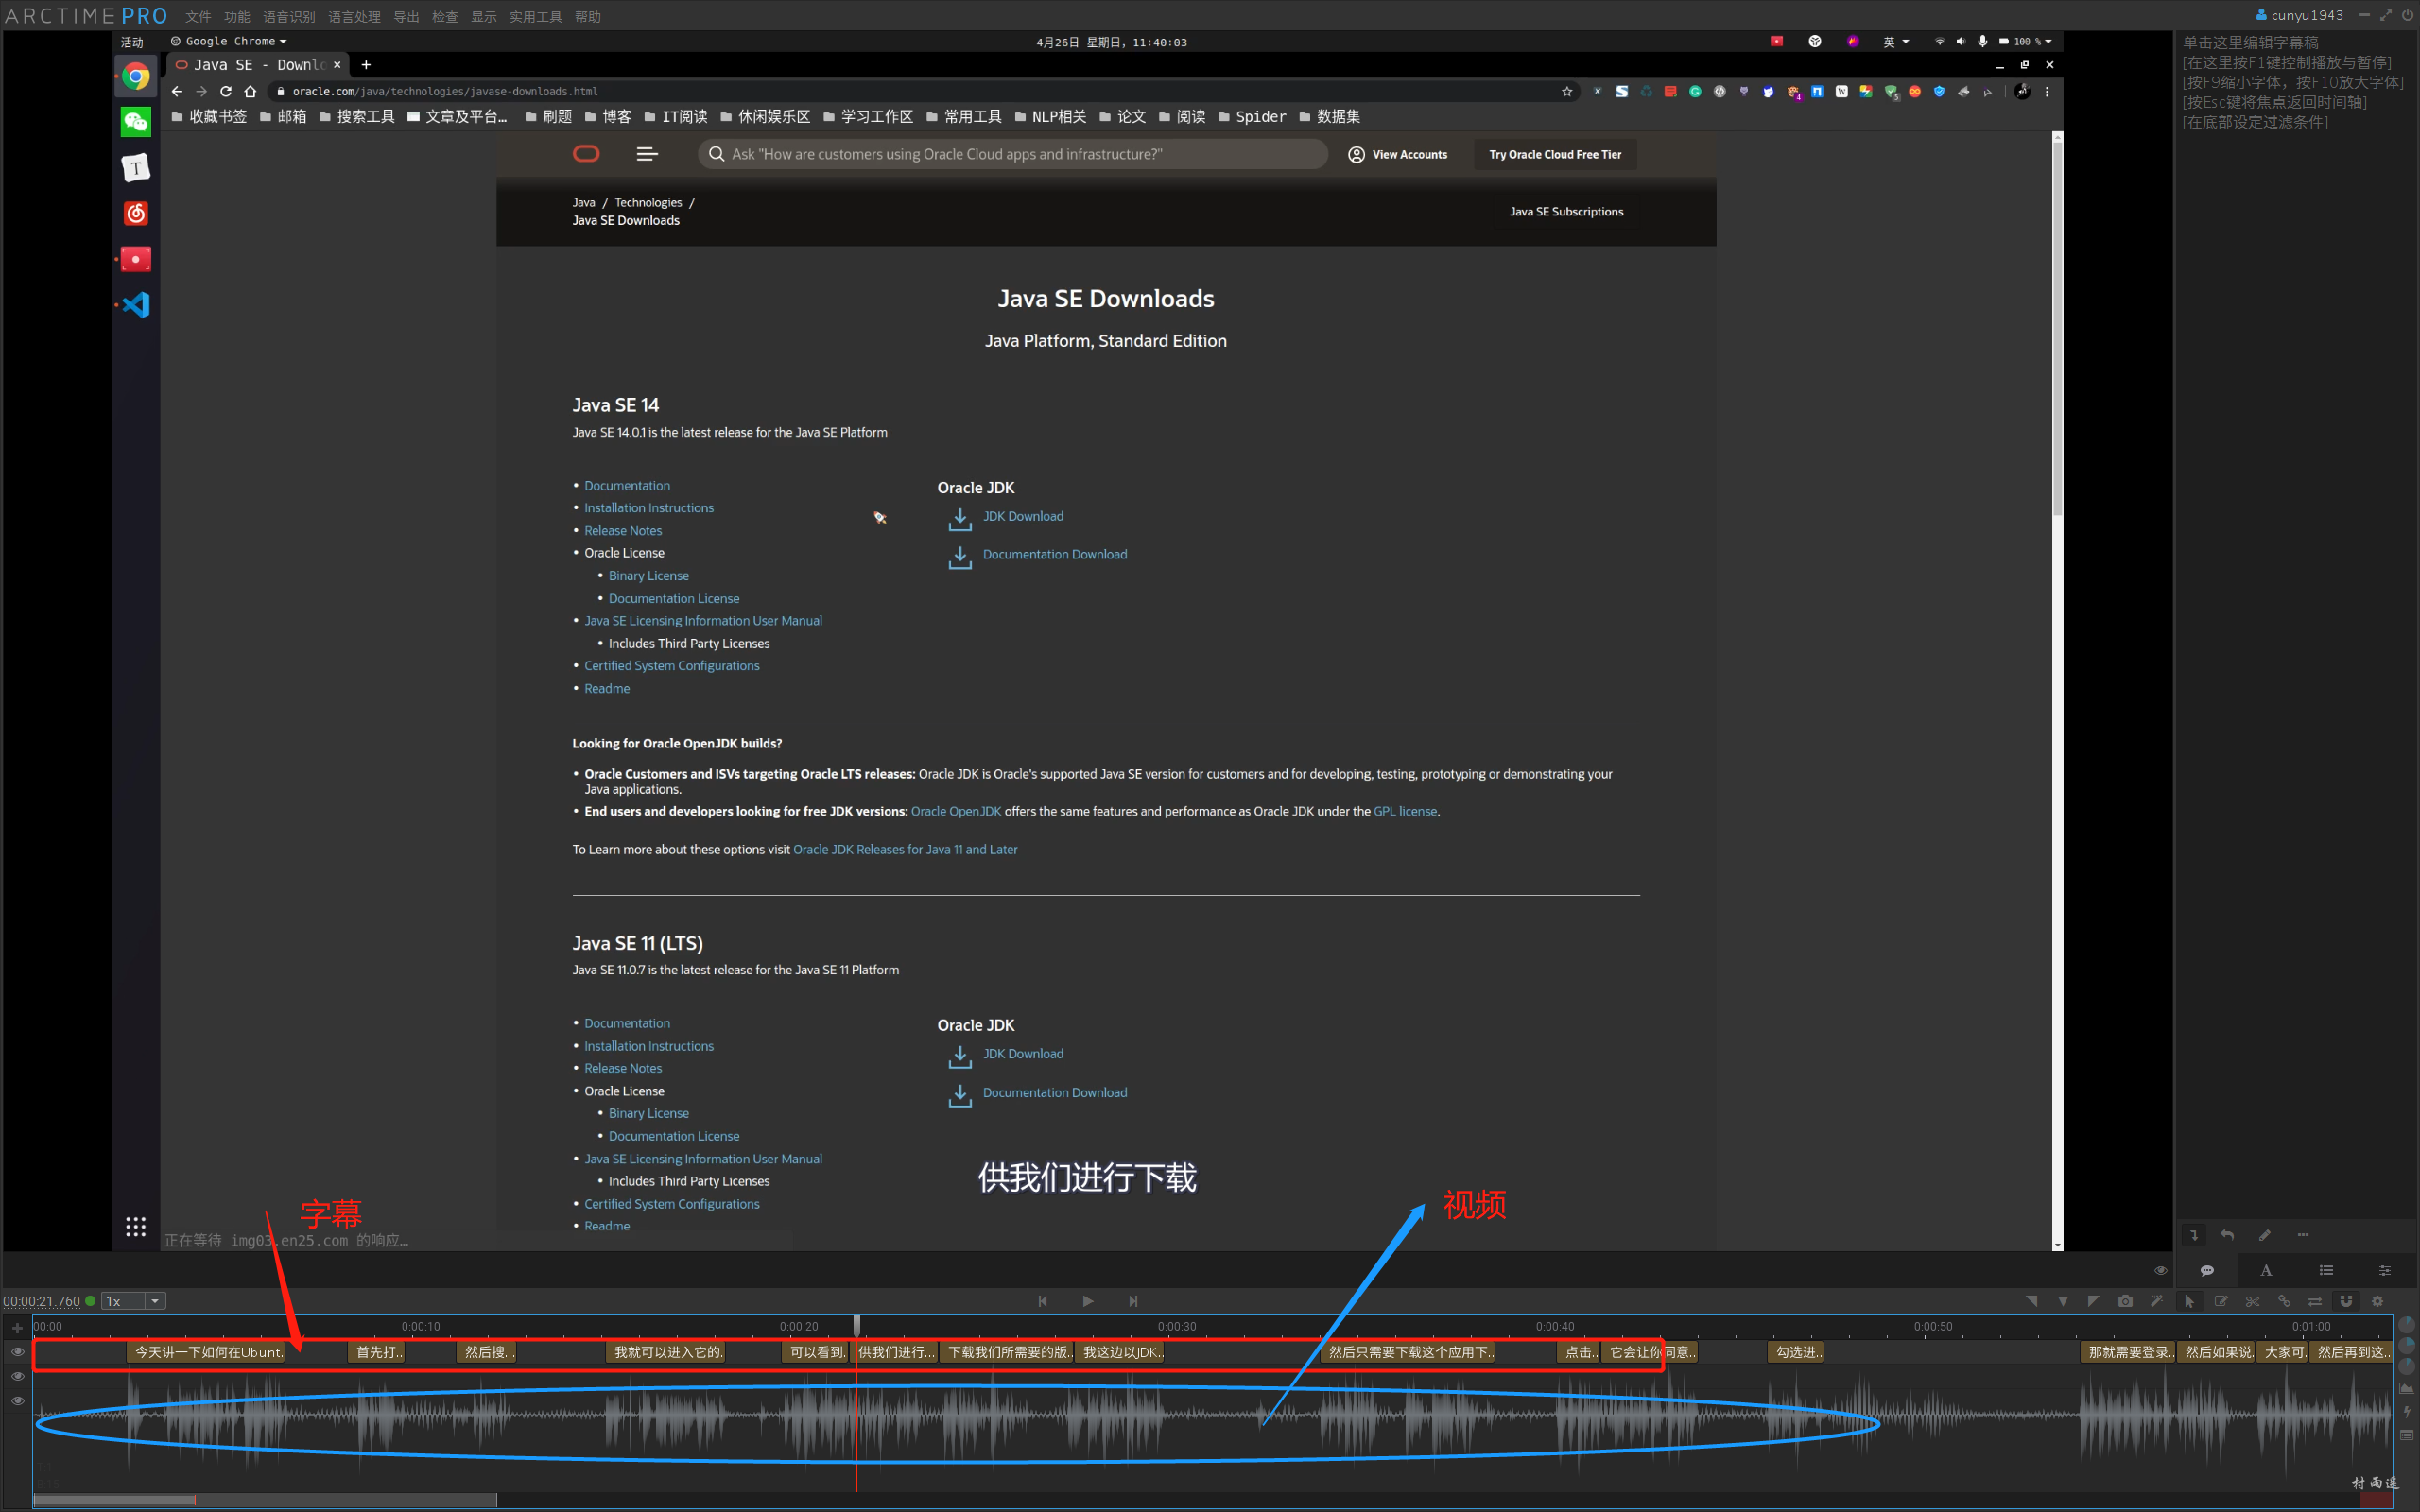 ARCTIME PRO 文件 功能 语音识别 语言处理 导出 检查 显示 实用工具 帮助
cunyu1943
活动 Google Chrome
4月26日 星期日，11:40:03
英 100 %
Java SE - Downlo
oracle.com/java/technologies/javase-downloads.html
收藏书签 邮箱 搜索工具 文章及平台… 刷题 博客 IT阅读 休闲娱乐区 学习工作区 常用工具 NLP相关 论文 阅读 Spider 数据集
单击这里编辑字幕稿
[在这里按F1键控制播放与暂停]
[按F9缩小字体，按F10放大字体]
[按Esc键将焦点返回时间轴]
[在底部设定过滤条件]
Ask "How are customers using Oracle Cloud apps and infrastructure?"
View Accounts
Try Oracle Cloud Free Tier
Java / Technologies /
Java SE Downloads
Java SE Subscriptions
Java SE Downloads
Java Platform, Standard Edition
Java SE 14
Java SE 14.0.1 is the latest release for the Java SE Platform
• Documentation
• Installation Instructions
• Release Notes
• Oracle License
• Binary License
• Documentation License
• Java SE Licensing Information User Manual
• Includes Third Party Licenses
• Certified System Configurations
• Readme
Oracle JDK
JDK Download
Documentation Download
Looking for Oracle OpenJDK builds?
• Oracle Customers and ISVs targeting Oracle LTS releases: Oracle JDK is Oracle's supported Java SE version for customers and for developing, testing, prototyping or demonstrating your
Java applications.
• End users and developers looking for free JDK versions: Oracle OpenJDK offers the same features and performance as Oracle JDK under the GPL license.
To Learn more about these options visit Oracle JDK Releases for Java 11 and Later
Java SE 11 (LTS)
Java SE 11.0.7 is the latest release for the Java SE 11 Platform
• Documentation
• Installation Instructions
• Release Notes
• Oracle License
• Binary License
• Documentation License
• Java SE Licensing Information User Manual
• Includes Third Party Licenses
• Certified System Configurations
• Readme
Oracle JDK
JDK Download
Documentation Download
供我们进行下载
字幕
视频
正在等待 img03.en25.com 的响应…
00:00:21.760 1x
00:00 0:00:10 0:00:20 0:00:30 0:00:40 0:00:50 0:01:00
今天讲一下如何在Ubunt. 首先打.. 然后搜... 我就可以进入它的. 可以看到. 供我们进行... 下载我们所需要的版.. 我这边以JDK.. 然后只需要下载这个应用下.. 点击.. 它会让你同意.. 勾选进.. 那就需要登录.. 然后如果说. 大家可. 然后再到这..
村雨遥